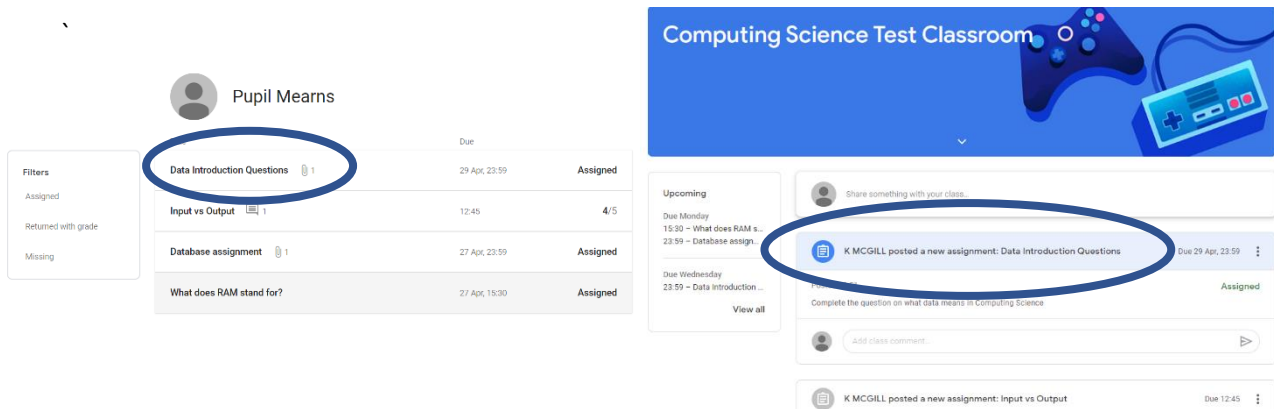 `
Pupil Mearns
Due
Filters
Assigned
Returned with grade
Missing
Data Introduction Questions 1 29 Apr, 23:59 Assigned
Input vs Output 1 12:45 4/5
Database assignment 1 27 Apr, 23:59 Assigned
What does RAM stand for? 27 Apr, 15:30 Assigned
Computing Science Test Classroom
Upcoming
Due Monday
15:30 – What does RAM s...
23:59 – Database assign...
Due Wednesday
23:59 – Data Introduction ...
View all
Share something with your class...
K MCGILL posted a new assignment: Data Introduction Questions Due 29 Apr, 23:59
Assigned
Complete the question on what data means in Computing Science
Add class comment...
K MCGILL posted a new assignment: Input vs Output Due 12:45